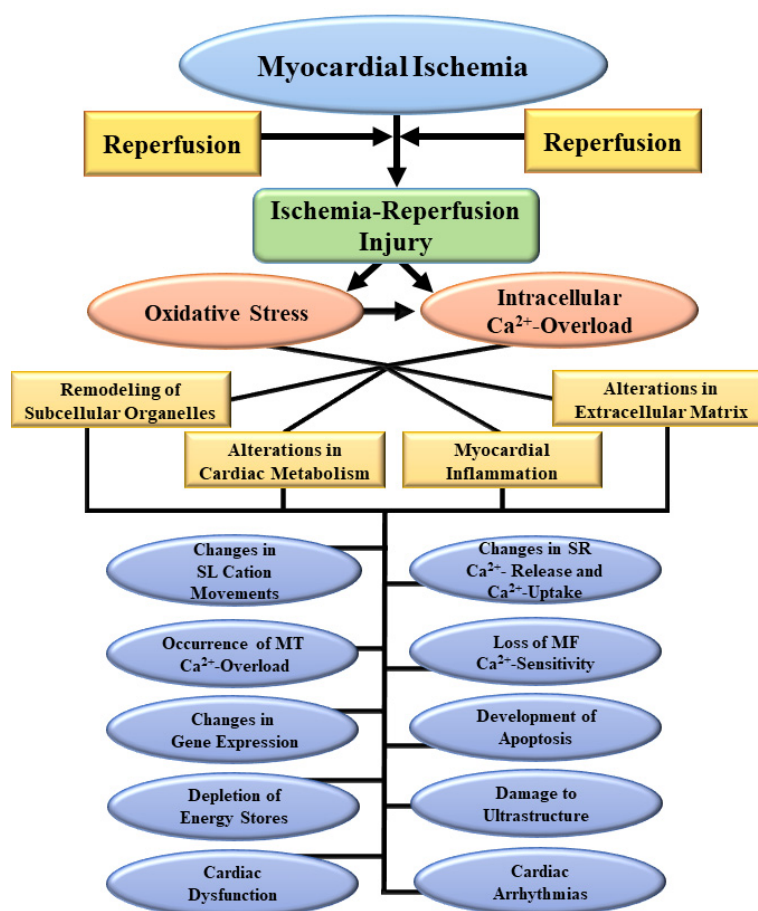 Myocardial Ischemia
Reperfusion
Reperfusion
Ischemia-Reperfusion
Injury
Oxidative Stress
Intracellular
Ca²⁺-Overload
Remodeling of
Subcellular Organelles
Alterations in
Extracellular Matrix
Alterations in
Cardiac Metabolism
Myocardial
Inflammation
Changes in
SL Cation
Movements
Changes in SR
Ca²⁺- Release and
Ca²⁺-Uptake
Occurrence of MT
Ca²⁺-Overload
Loss of MF
Ca²⁺-Sensitivity
Changes in
Gene Expression
Development of
Apoptosis
Depletion of
Energy Stores
Damage to
Ultrastructure
Cardiac
Dysfunction
Cardiac
Arrhythmias